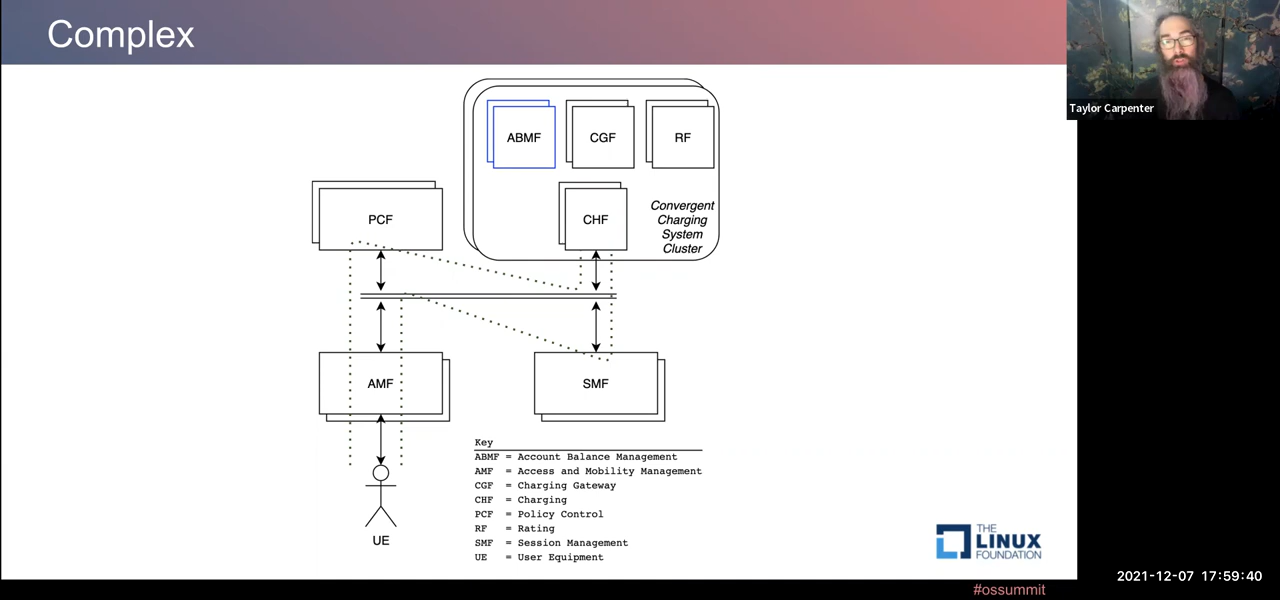 Complex
Taylor Carpenter
ABMF
CGF
RF
PCF
CHF
Convergent
Charging
System
Cluster
AMF
SMF
UE
Key
ABMF = Account Balance Management
AMF = Access and Mobility Management
CGF = Charging Gateway
CHF = Charging
PCF = Policy Control
RF = Rating
SMF = Session Management
UE = User Equipment
THE
LINUX
FOUNDATION
2021-12-07 17:59:40
#ossummit